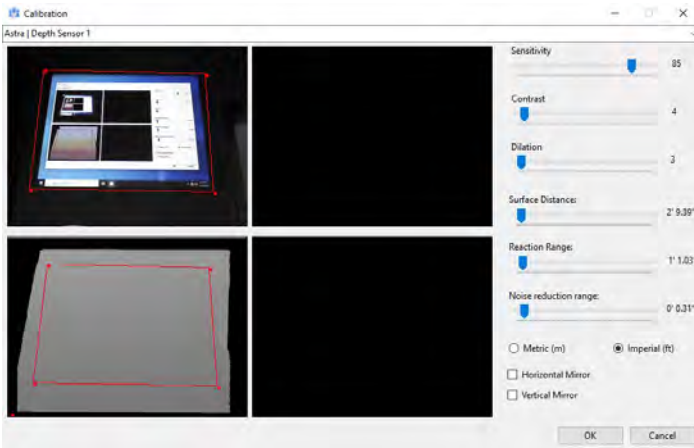 Calibration
Astra | Depth Sensor 1
Sensitivity
85
Contrast
4
Dilation
3
Surface Distance:
2' 9.39"
Reaction Range:
1' 1.03"
Noise reduction range:
0' 0.31"
Metric (m)
Imperial (ft)
Horizontal Mirror
Vertical Mirror
OK
Cancel